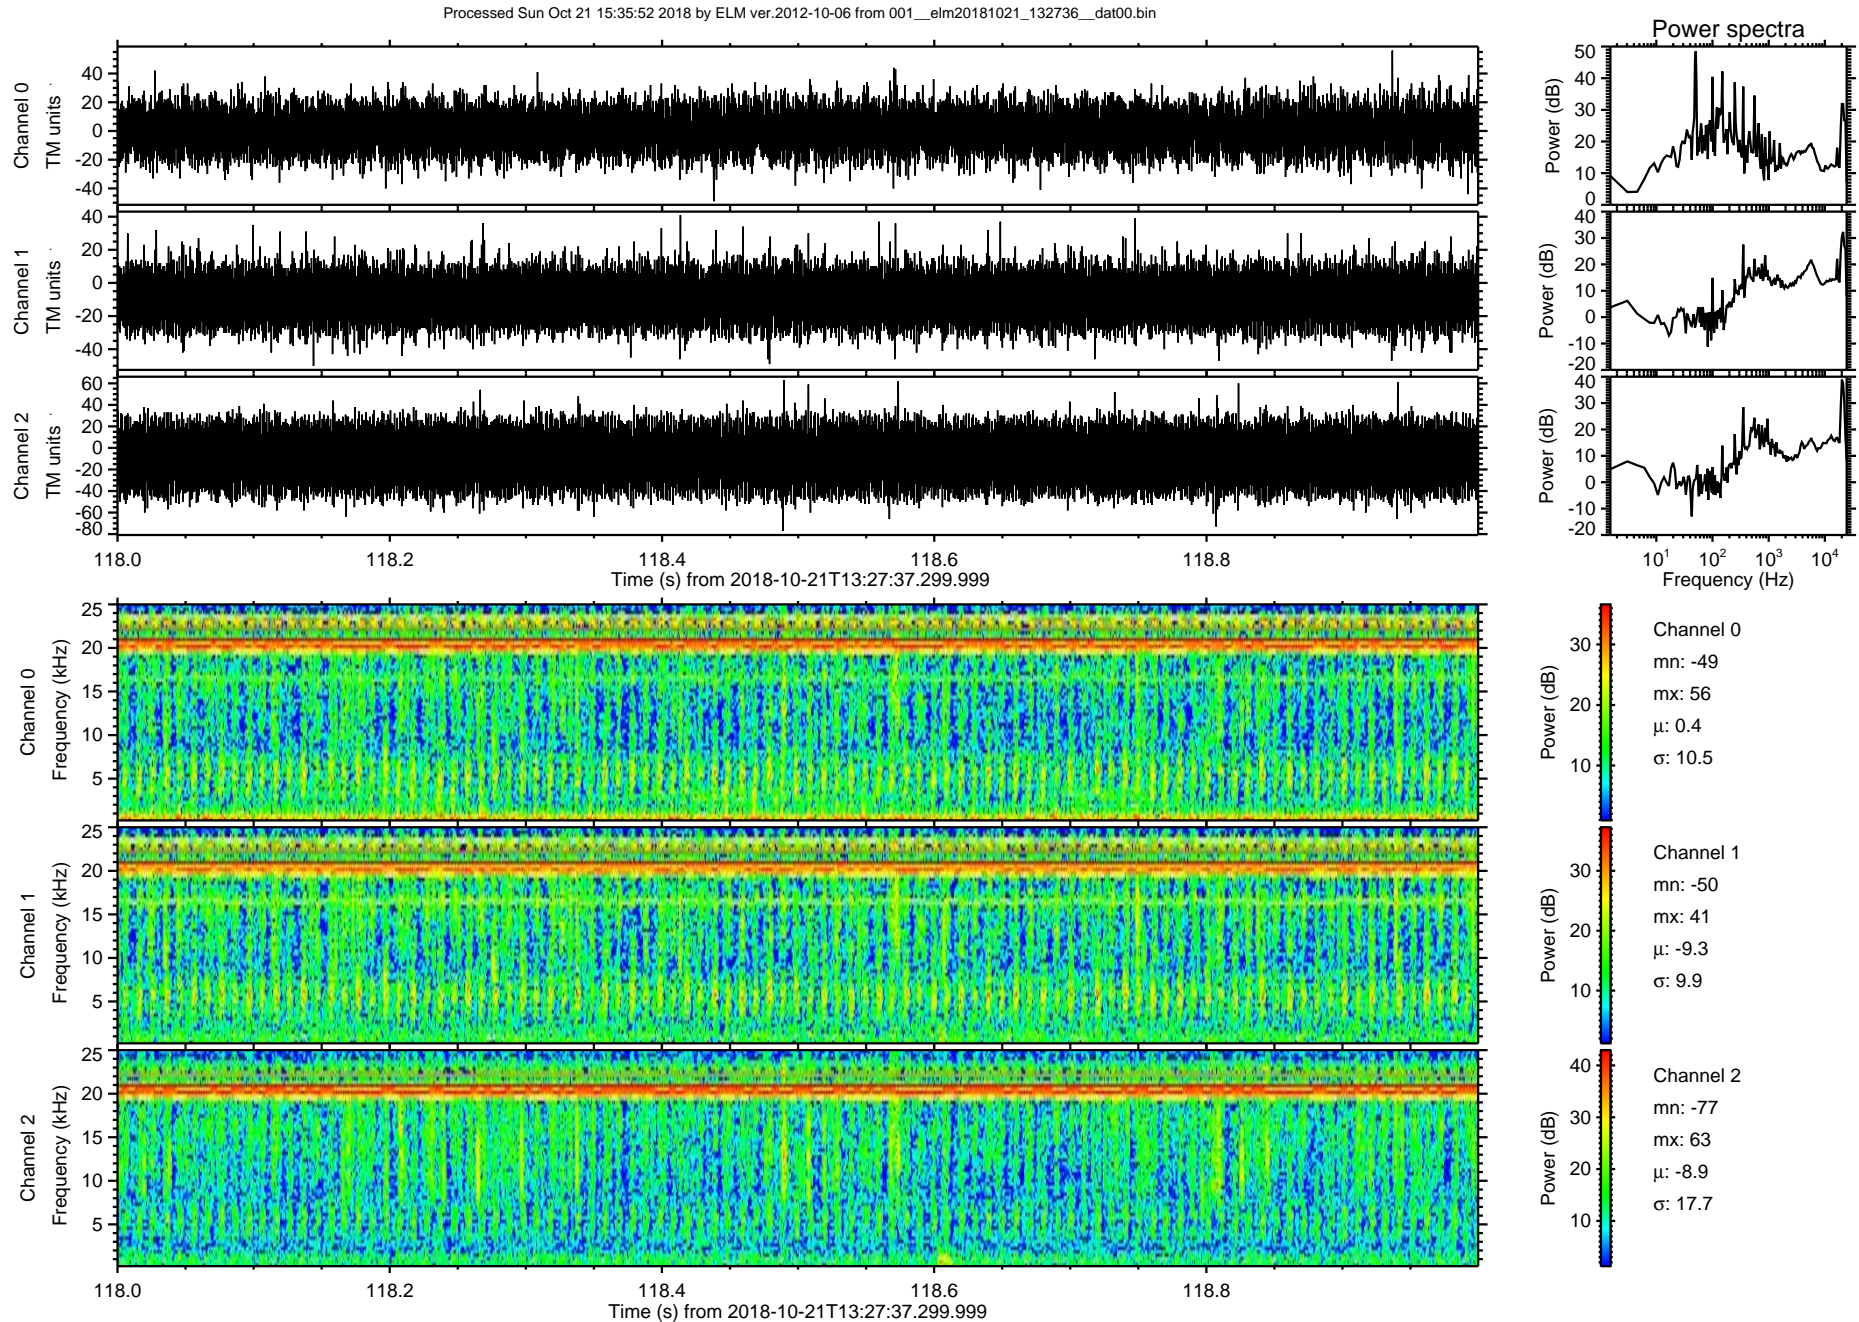 Processed Sun Oct 21 15:35:52 2018 by ELM ver.2012-10-06 from 001__elm20181021_132736__dat00.bin
Power spectra
Channel 0
TM units
40
20
0
-20
-40
Power (dB)
50
40
30
20
10
0
Channel 1
TM units
40
20
0
-20
-40
Power (dB)
40
30
20
10
0
-10
-20
Channel 2
TM units
60
40
20
0
-20
-40
-60
-80
Power (dB)
40
30
20
10
0
-10
-20
118.0 118.2 118.4 118.6 118.8
Time (s) from 2018-10-21T13:27:37.299.999
10^1 10^2 10^3 10^4
Frequency (Hz)
Channel 0
Frequency (kHz)
25
20
15
10
5
Power (dB)
30
20
10
Channel 0
mn: -49
mx: 56
μ: 0.4
σ: 10.5
Channel 1
Frequency (kHz)
25
20
15
10
5
Power (dB)
30
20
10
Channel 1
mn: -50
mx: 41
μ: -9.3
σ: 9.9
Channel 2
Frequency (kHz)
25
20
15
10
5
Power (dB)
40
30
20
10
Channel 2
mn: -77
mx: 63
μ: -8.9
σ: 17.7
118.0 118.2 118.4 118.6 118.8
Time (s) from 2018-10-21T13:27:37.299.999